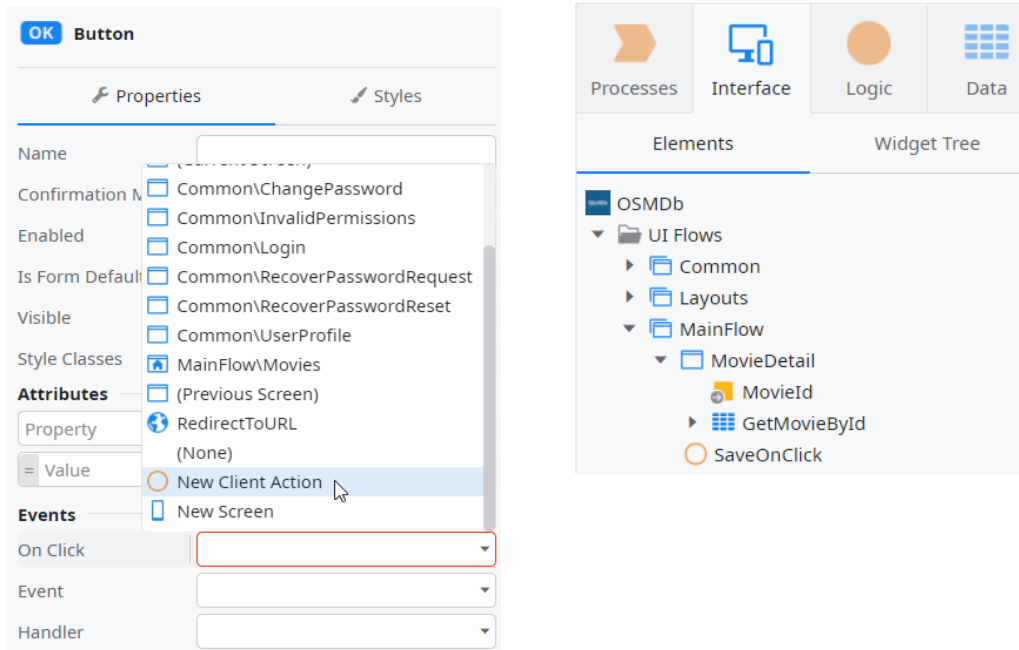 OK Button
Properties
Styles
Name
Confirmation M
Enabled
Is Form Default
Visible
Style Classes
Attributes
Property
= Value
(Current Screen)
Common\ChangePassword
Common\InvalidPermissions
Common\Login
Common\RecoverPasswordRequest
Common\RecoverPasswordReset
Common\UserProfile
MainFlow\Movies
(Previous Screen)
RedirectToURL
(None)
New Client Action
New Screen
Events
On Click
Event
Handler
Processes
Interface
Logic
Data
Elements
Widget Tree
OSMDb
UI Flows
Common
Layouts
MainFlow
MovieDetail
MovieId
GetMovieById
SaveOnClick